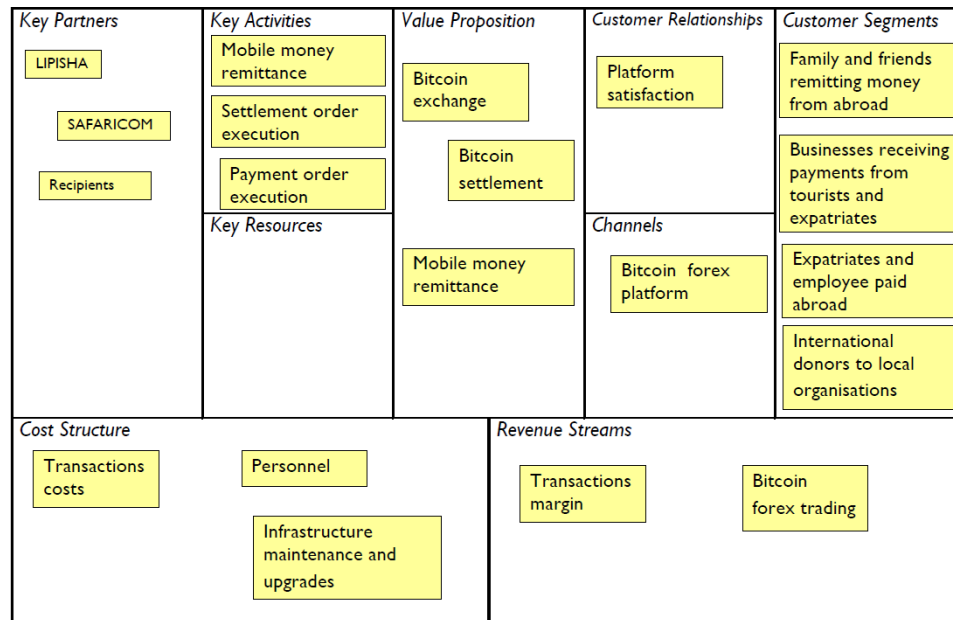 Key Partners
LIPISHA
SAFARICOM
Recipients
Key Activities
Mobile money
remittance
Settlement order
execution
Payment order
execution
Key Resources
Value Proposition
Bitcoin
exchange
Bitcoin
settlement
Mobile money
remittance
Customer Relationships
Platform
satisfaction
Channels
Bitcoin forex
platform
Customer Segments
Family and friends
remitting money
from abroad
Businesses receiving
payments from
tourists and
expatriates
Expatriates and
employee paid
abroad
International
donors to local
organisations
Cost Structure
Transactions
costs
Personnel
Infrastructure
maintenance and
upgrades
Revenue Streams
Transactions
margin
Bitcoin
forex trading